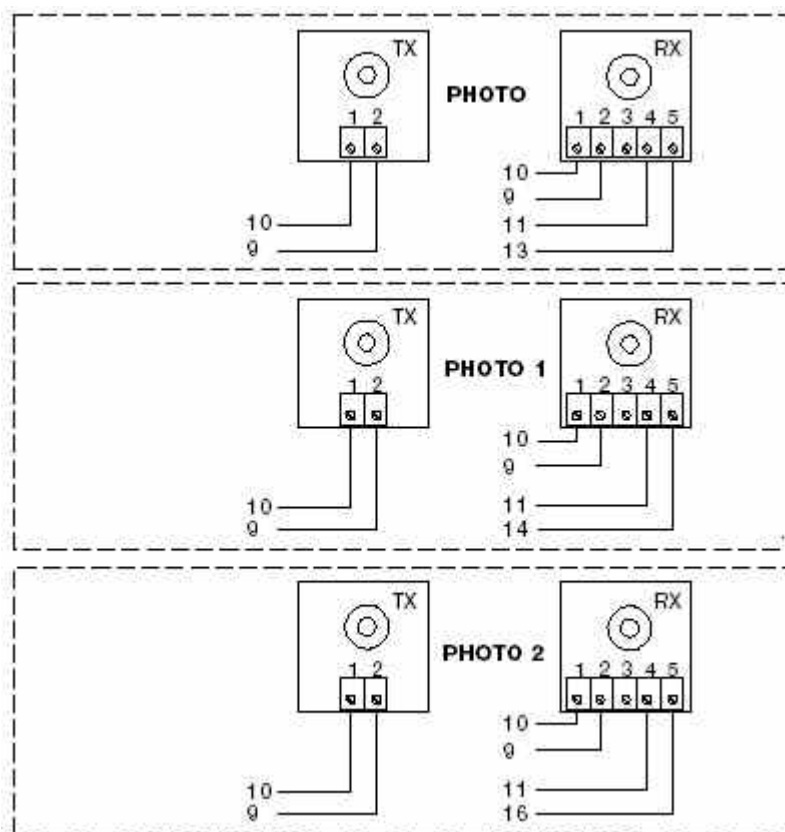 TX RX
PHOTO
1 2 1 2 3 4 5
10
9
10 11
9 13
TX RX
PHOTO 1
1 2 1 2 3 4 5
10
9
10 11
9 14
TX RX
PHOTO 2
1 2 1 2 3 4 5
10
9
10 11
9 16